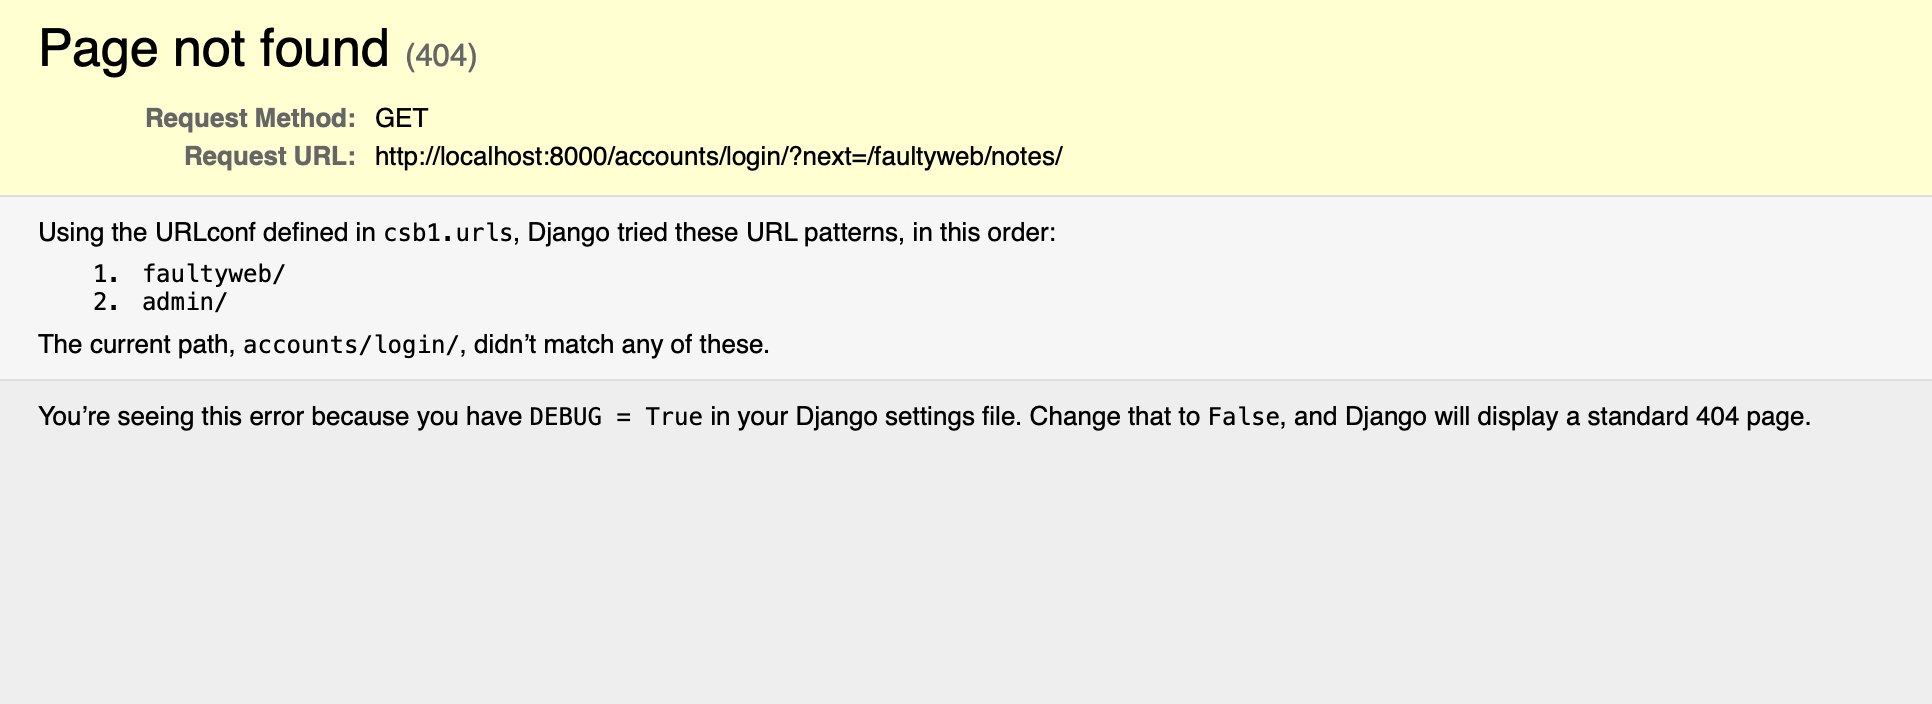 Page not found (404)
Request Method: GET
Request URL: http://localhost:8000/accounts/login/?next=/faultyweb/notes/
Using the URLconf defined in csb1.urls, Django tried these URL patterns, in this order:
1. faultyweb/
2. admin/
The current path, accounts/login/, didn’t match any of these.
You’re seeing this error because you have DEBUG = True in your Django settings file. Change that to False, and Django will display a standard 404 page.